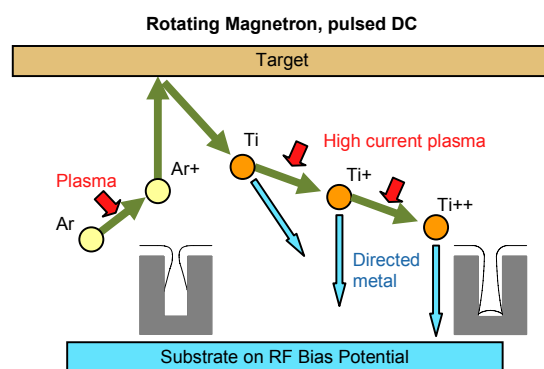 Rotating Magnetron, pulsed DC
Target
Ti
High current plasma
Ar+
Plasma
Ti+
Ti++
Ar
Directed
metal
Substrate on RF Bias Potential